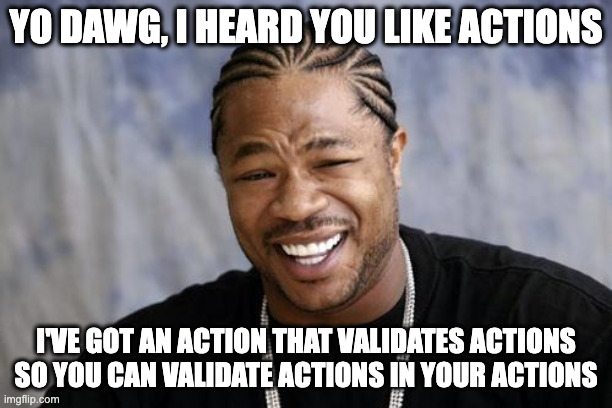 YO DAWG, I HEARD YOU LIKE ACTIONS
I'VE GOT AN ACTION THAT VALIDATES ACTIONS
SO YOU CAN VALIDATE ACTIONS IN YOUR ACTIONS
imgflip.com